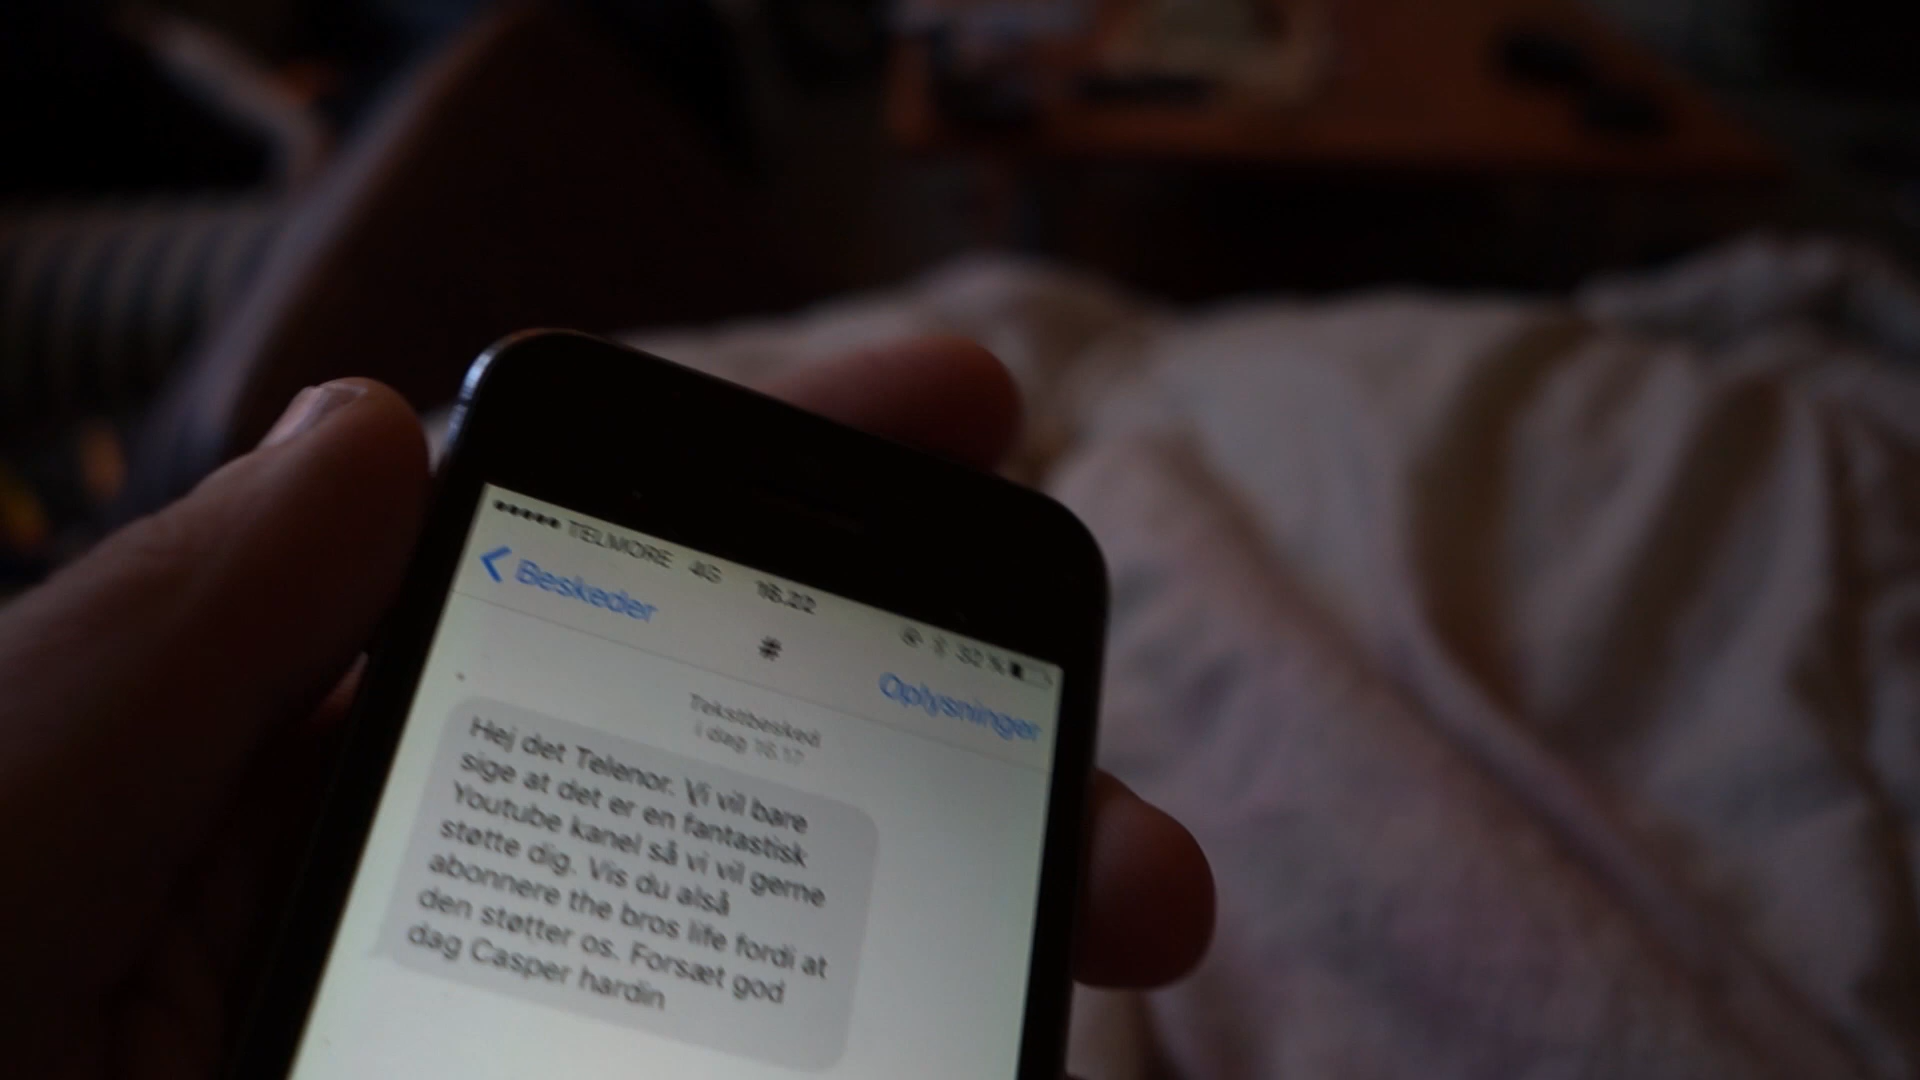 TELMORE 4G 16.22 32 %
Beskeder
#
Oplysninger
Tekstbesked
i dag 16.17
Hej det Telenor. Vi vil bare
sige at det er en fantastisk
Youtube kanel så vi vil gerne
støtte dig. Vis du alså
abonnere the bros life fordi at
den støtter os. Forsæt god
dag Casper hardin